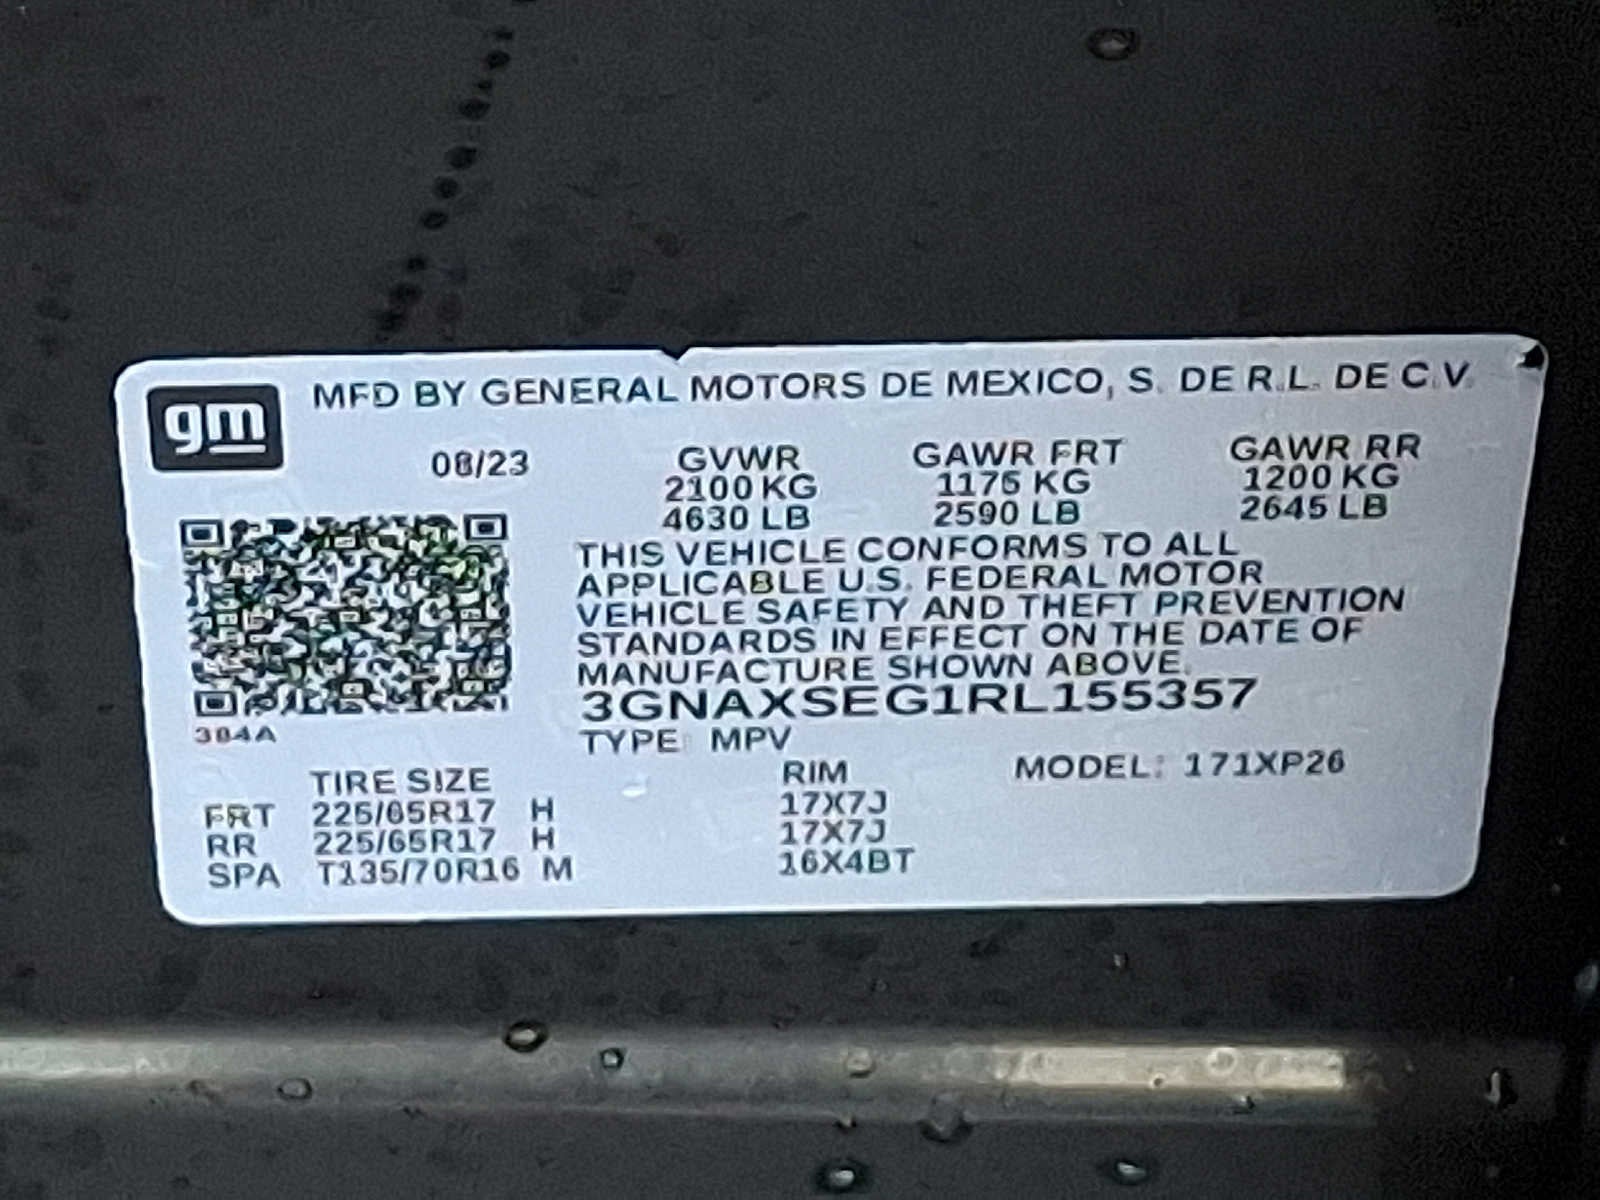 gm MFD BY GENERAL MOTORS DE MEXICO, S. DE R.L. DE C.V.
08/23 GVWR GAWR FRT GAWR RR
2100 KG 1175 KG 1200 KG
4630 LB 2590 LB 2645 LB
THIS VEHICLE CONFORMS TO ALL
APPLICABLE U.S. FEDERAL MOTOR
VEHICLE SAFETY AND THEFT PREVENTION
STANDARDS IN EFFECT ON THE DATE OF
MANUFACTURE SHOWN ABOVE.
3GNAXSEG1RL155357
384A TYPE: MPV
TIRE SIZE RIM MODEL: 171XP26
FRT 225/65R17 H 17X7J
RR 225/65R17 H 17X7J
SPA T135/70R16 M 16X4BT